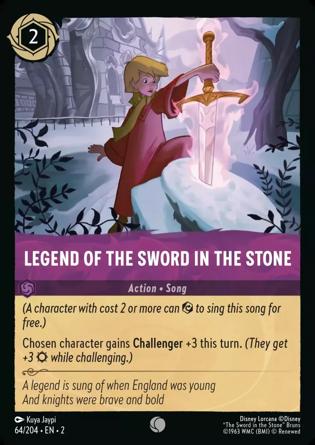 2
LEGEND OF THE SWORD IN THE STONE
Action • Song
(A character with cost 2 or more can to sing this song for
free.)
Chosen character gains Challenger +3 this turn. (They get
+3 while challenging.)
A legend is sung of when England was young
And knights were brave and bold
Kuya Jaypi
64/204 • EN • 2
Disney Lorcana ©Disney
"The Sword in the Stone" Bruns
©1963 WMC (BMI) © Renewed